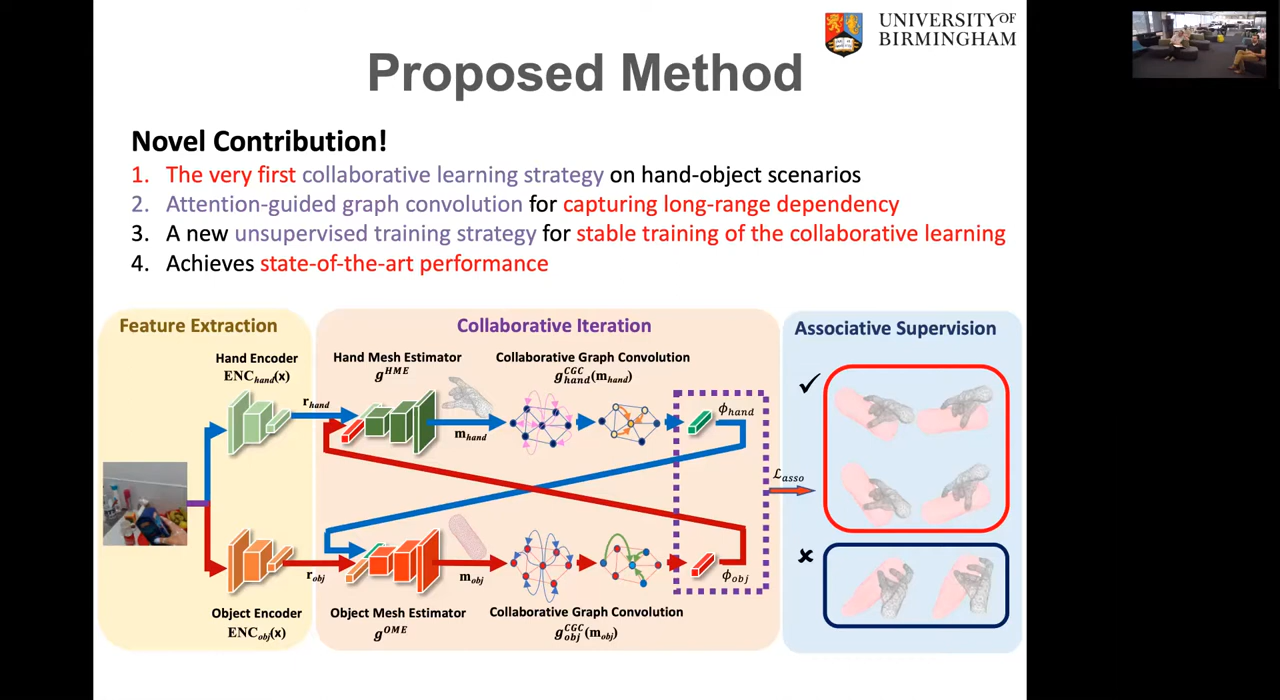 UNIVERSITY OF
BIRMINGHAM
Proposed Method
Novel Contribution!
1. The very first collaborative learning strategy on hand-object scenarios
2. Attention-guided graph convolution for capturing long-range dependency
3. A new unsupervised training strategy for stable training of the collaborative learning
4. Achieves state-of-the-art performance
Feature Extraction
Collaborative Iteration
Associative Supervision
Hand Encoder
ENC_hand(x)
Hand Mesh Estimator
g^HME
Collaborative Graph Convolution
g_hand^CGC(m_hand)
r_hand
m_hand
ϕ_hand
ℒ_asso
r_obj
m_obj
ϕ_obj
Object Encoder
ENC_obj(x)
Object Mesh Estimator
g^OME
Collaborative Graph Convolution
g_obj^CGC(m_obj)